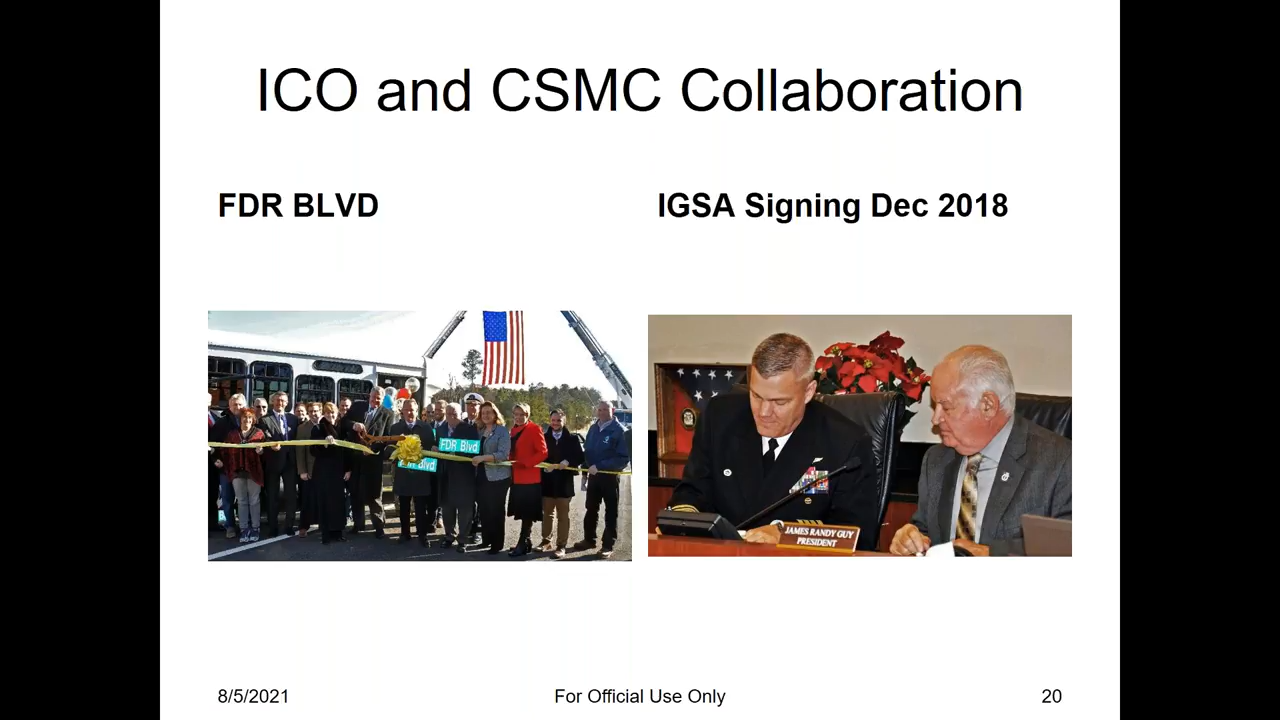 ICO and CSMC Collaboration
FDR BLVD
IGSA Signing Dec 2018
FDR Blvd
Blvd
JAMES RANDY GUY
PRESIDENT
8/5/2021
For Official Use Only
20